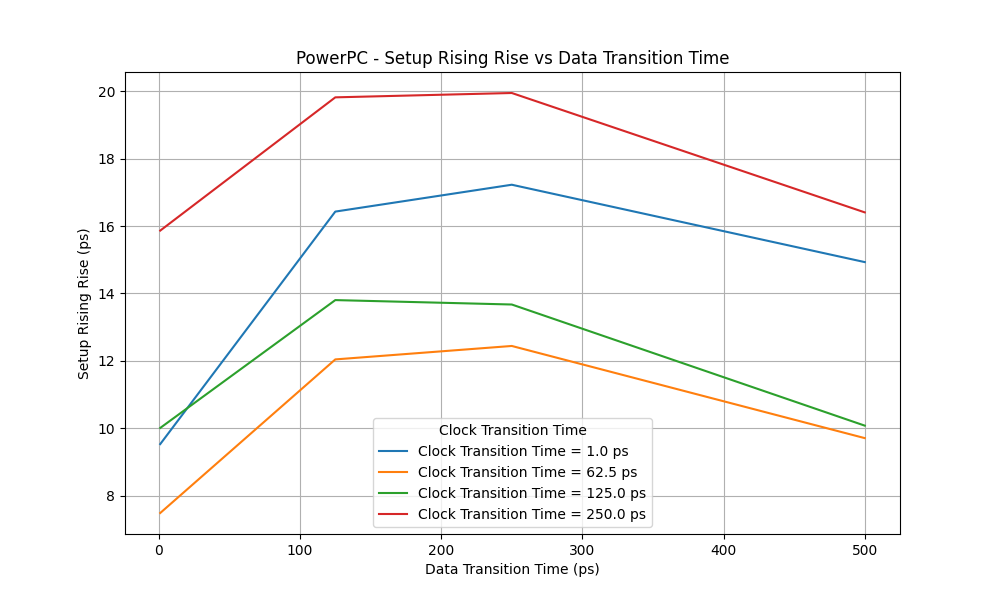 PowerPC - Setup Rising Rise vs Data Transition Time
20
18
16
14
12
10
8
Setup Rising Rise (ps)
Clock Transition Time
Clock Transition Time = 1.0 ps
Clock Transition Time = 62.5 ps
Clock Transition Time = 125.0 ps
Clock Transition Time = 250.0 ps
0 100 200 300 400 500
Data Transition Time (ps)